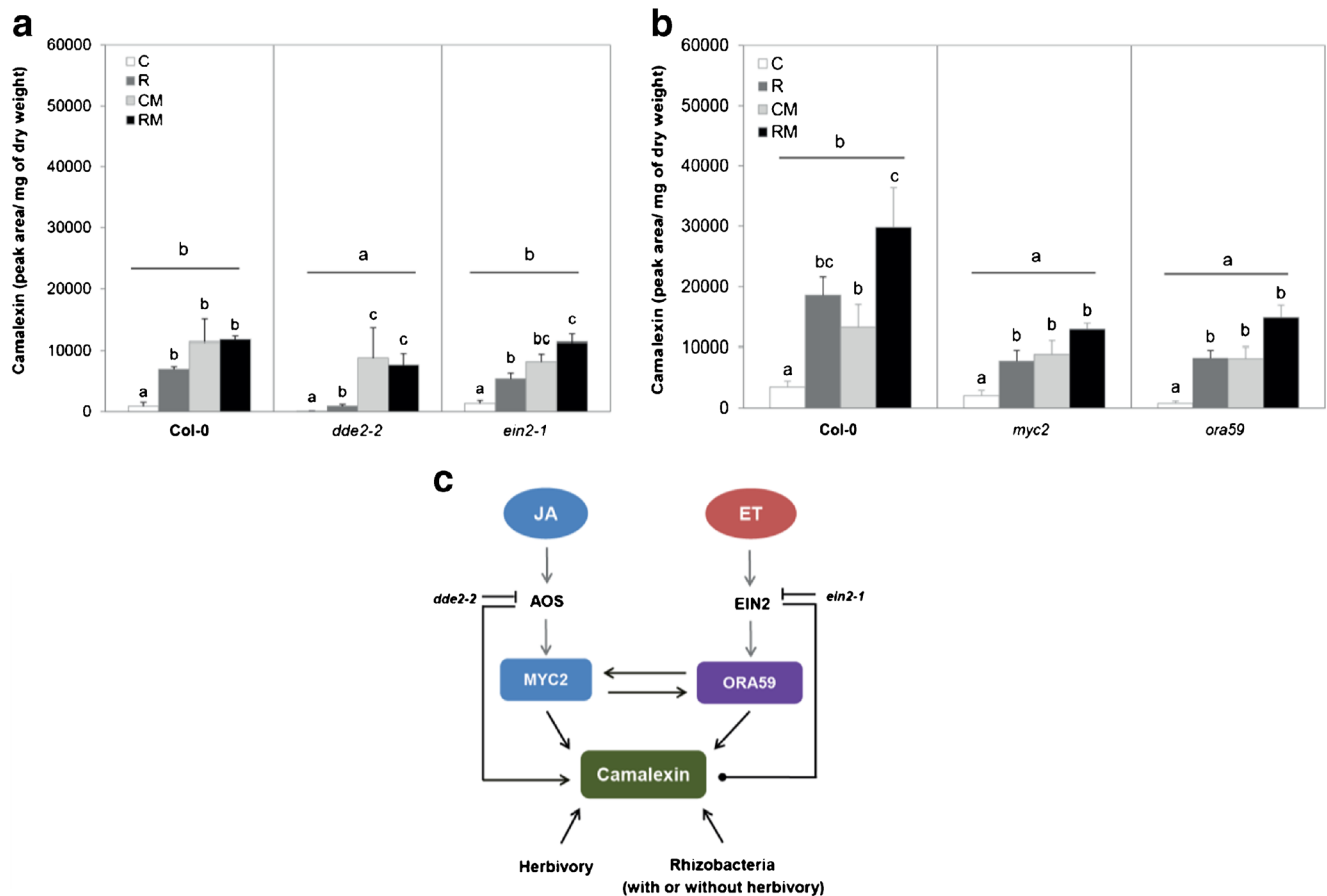 a
Camalexin (peak area/ mg of dry weight)
60000
50000
40000
30000
20000
10000
0
C
R
CM
RM
b
a
b
a
b
b
b
a
b
c
c
a
b
bc
c
Col-0
dde2-2
ein2-1
b
Camalexin (peak area/ mg of dry weight)
60000
50000
40000
30000
20000
10000
0
C
R
CM
RM
b
a
a
a
bc
b
c
a
b
b
b
a
b
b
b
Col-0
myc2
ora59
c
JA
ET
dde2-2
AOS
EIN2
ein2-1
MYC2
ORA59
Camalexin
Herbivory
Rhizobacteria
(with or without herbivory)